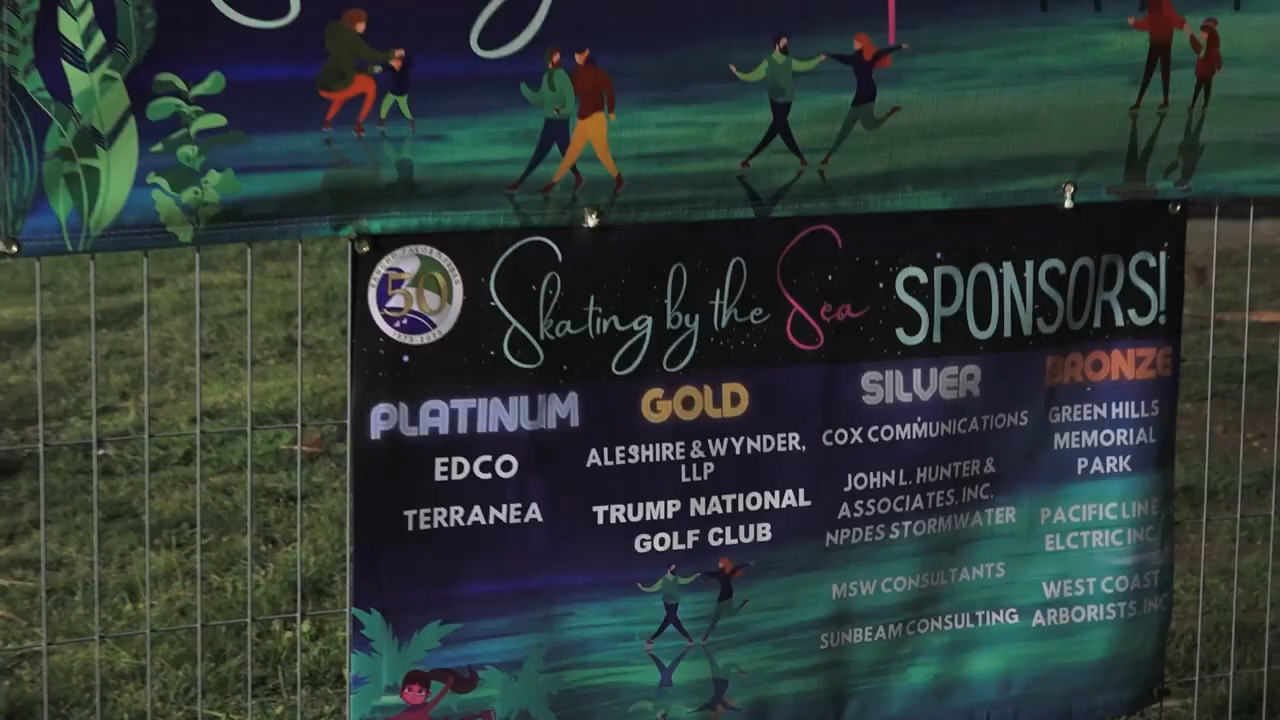 50
Skating by the Sea SPONSORS!
PLATINUM
EDCO
TERRANEA
GOLD
ALESHIRE & WYNDER,
LLP
TRUMP NATIONAL
GOLF CLUB
SILVER
COX COMMUNICATIONS
JOHN L. HUNTER &
ASSOCIATES, INC.
NPDES STORMWATER
MSW CONSULTANTS
SUNBEAM CONSULTING
BRONZE
GREEN HILLS
MEMORIAL
PARK
PACIFIC LINE
ELCTRIC INC.
WEST COAST
ARBORISTS, INC